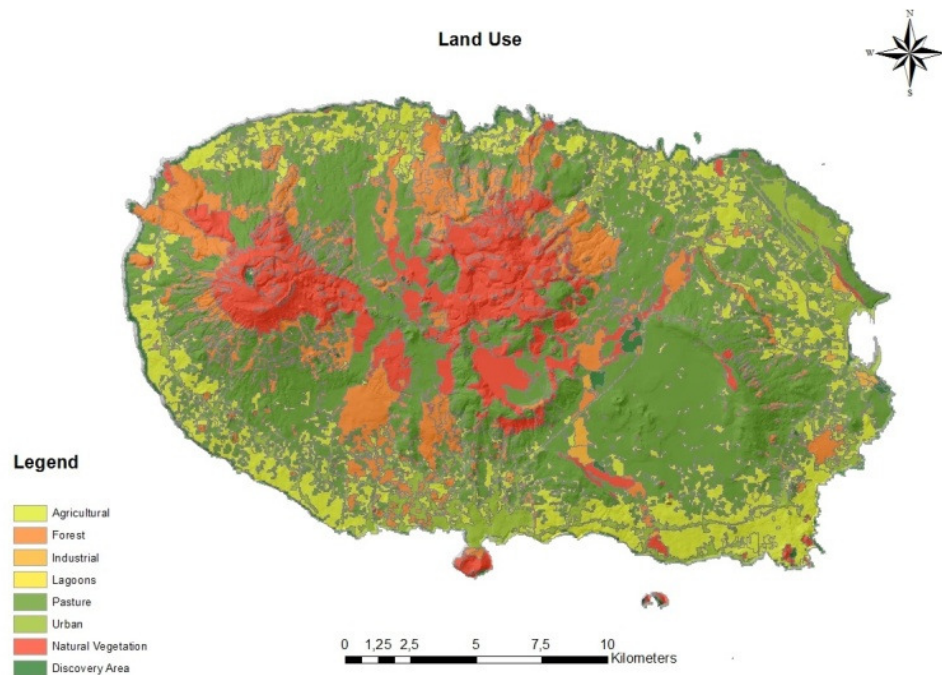 Land Use
N
W
E
S
Legend
Agricultural
Forest
Industrial
Lagoons
Pasture
Urban
Natural Vegetation
Discovery Area
0 1,25 2,5 5 7,5 10
Kilometers